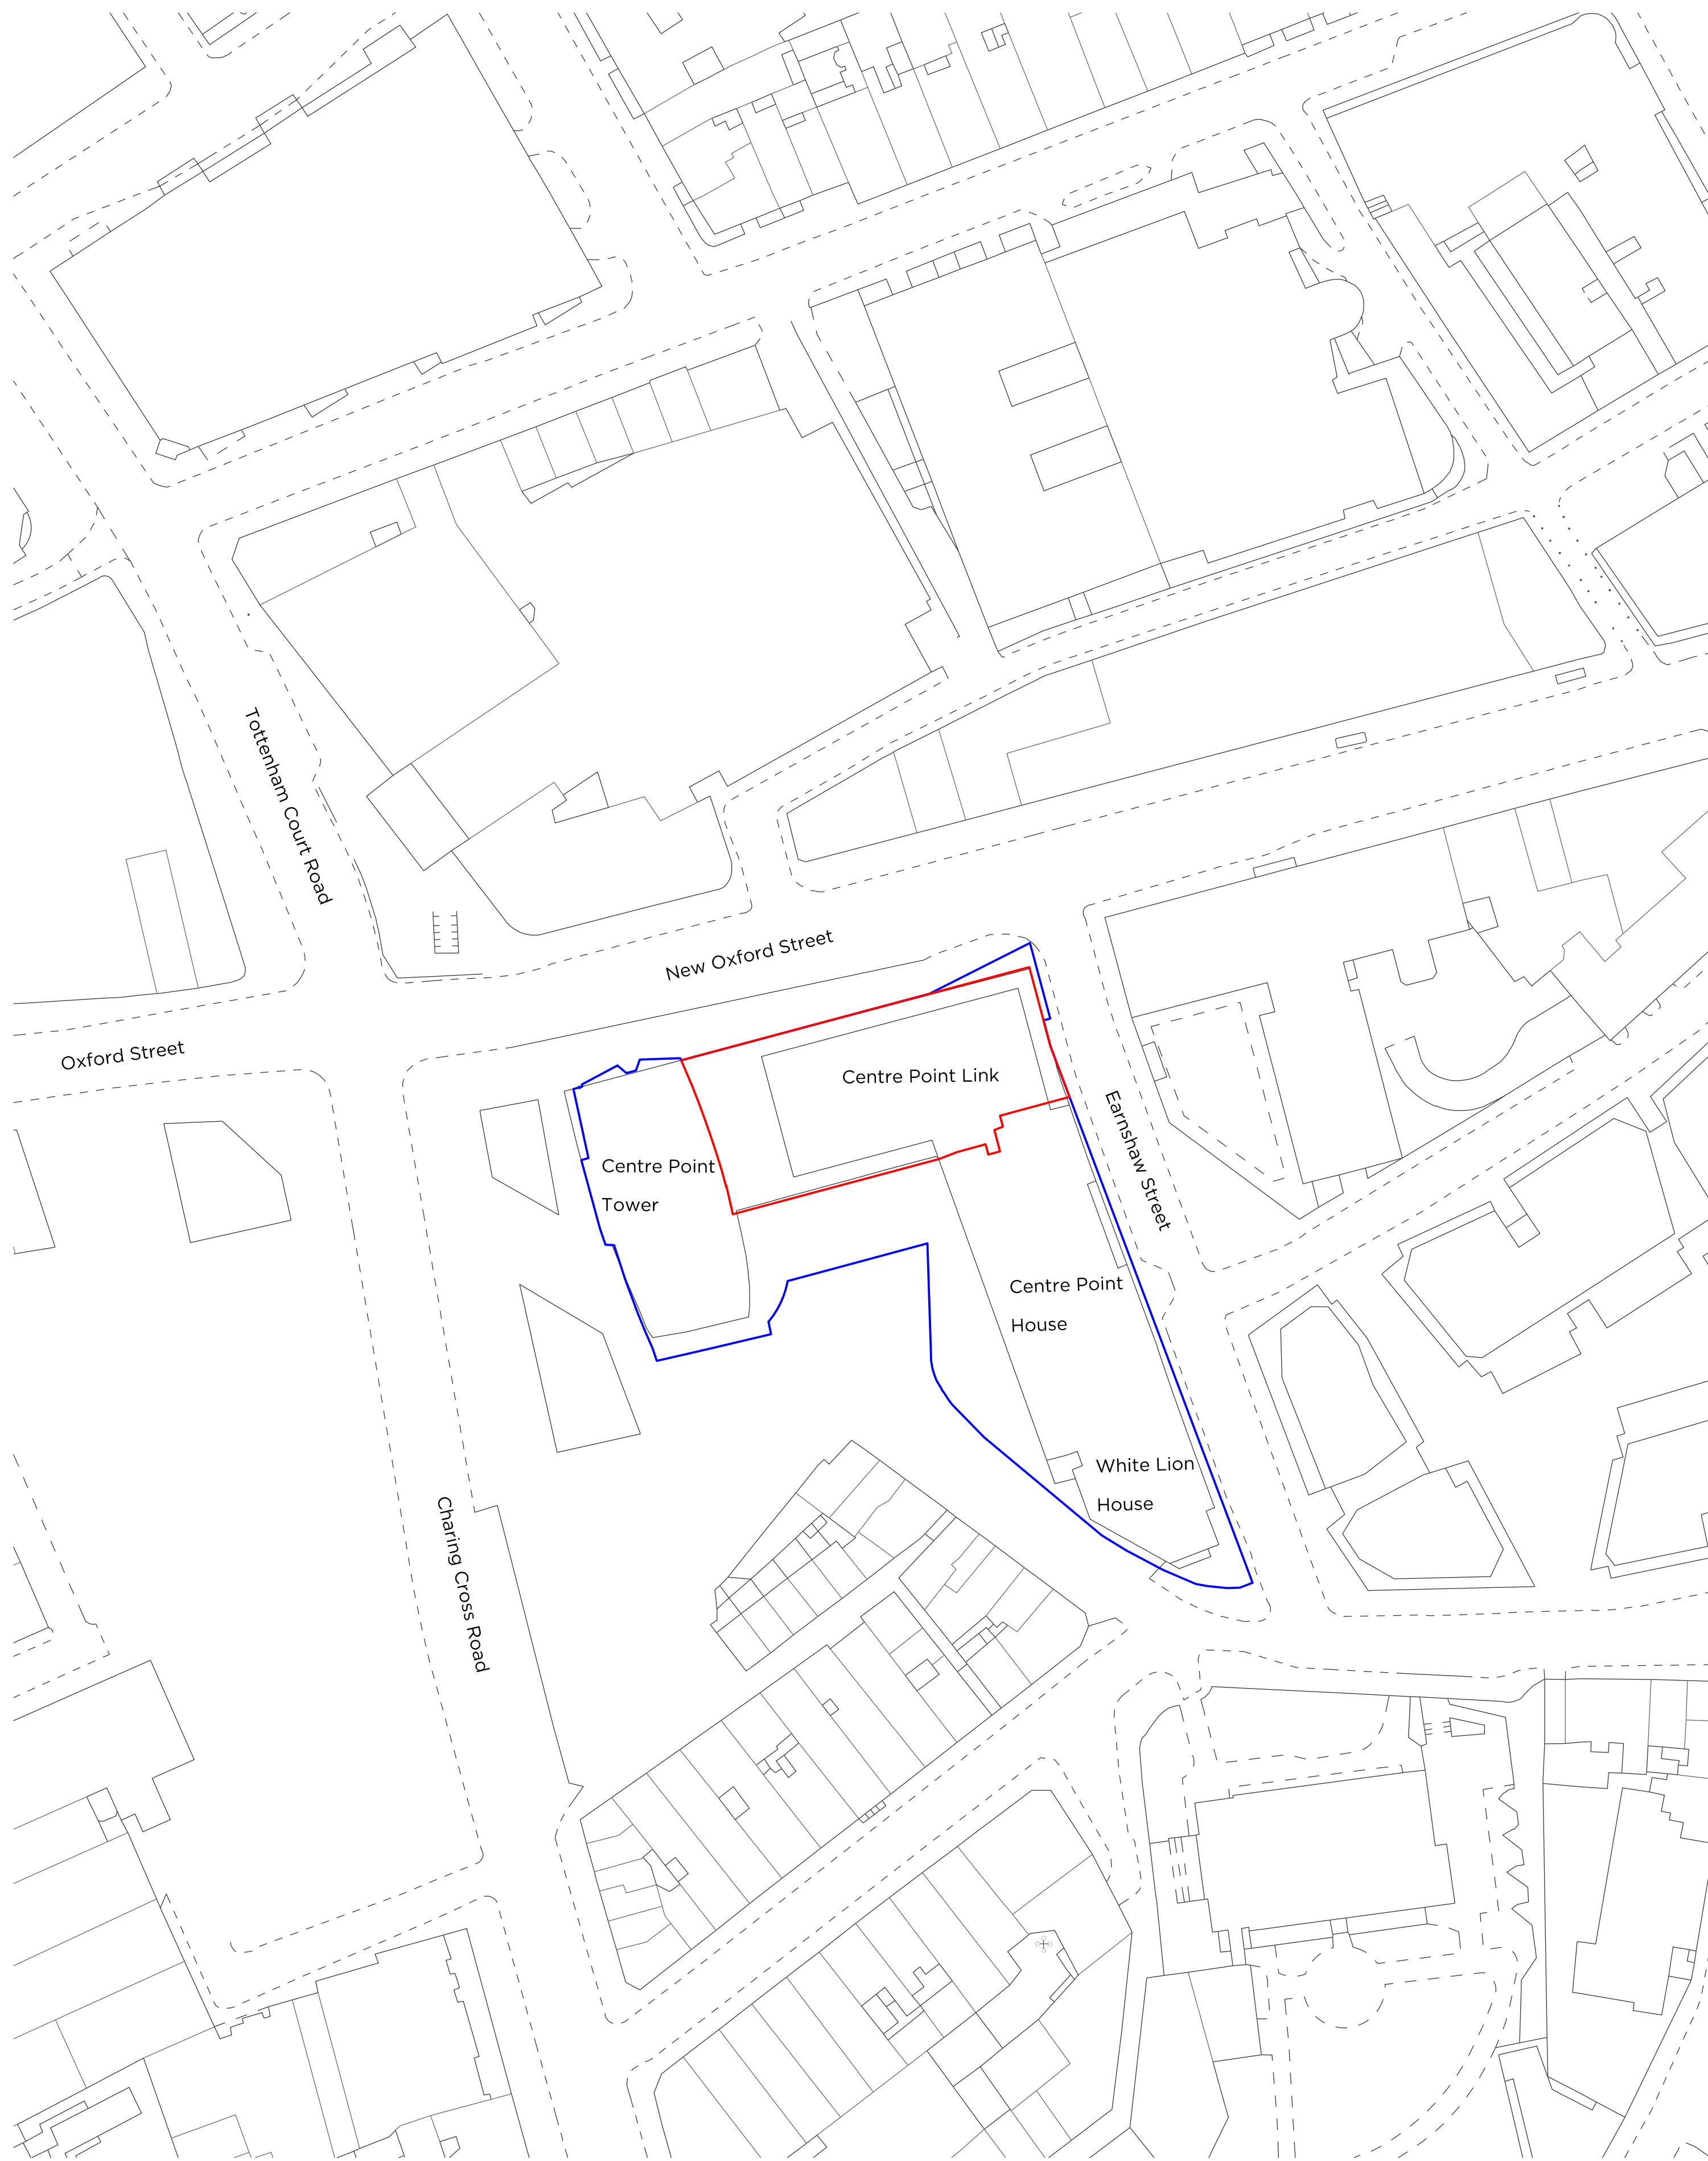 Tottenham Court Road
New Oxford Street
Oxford Street
Centre Point Link
Earnshaw Street
Centre Point
Tower
Centre Point
House
White Lion
House
Charing Cross Road